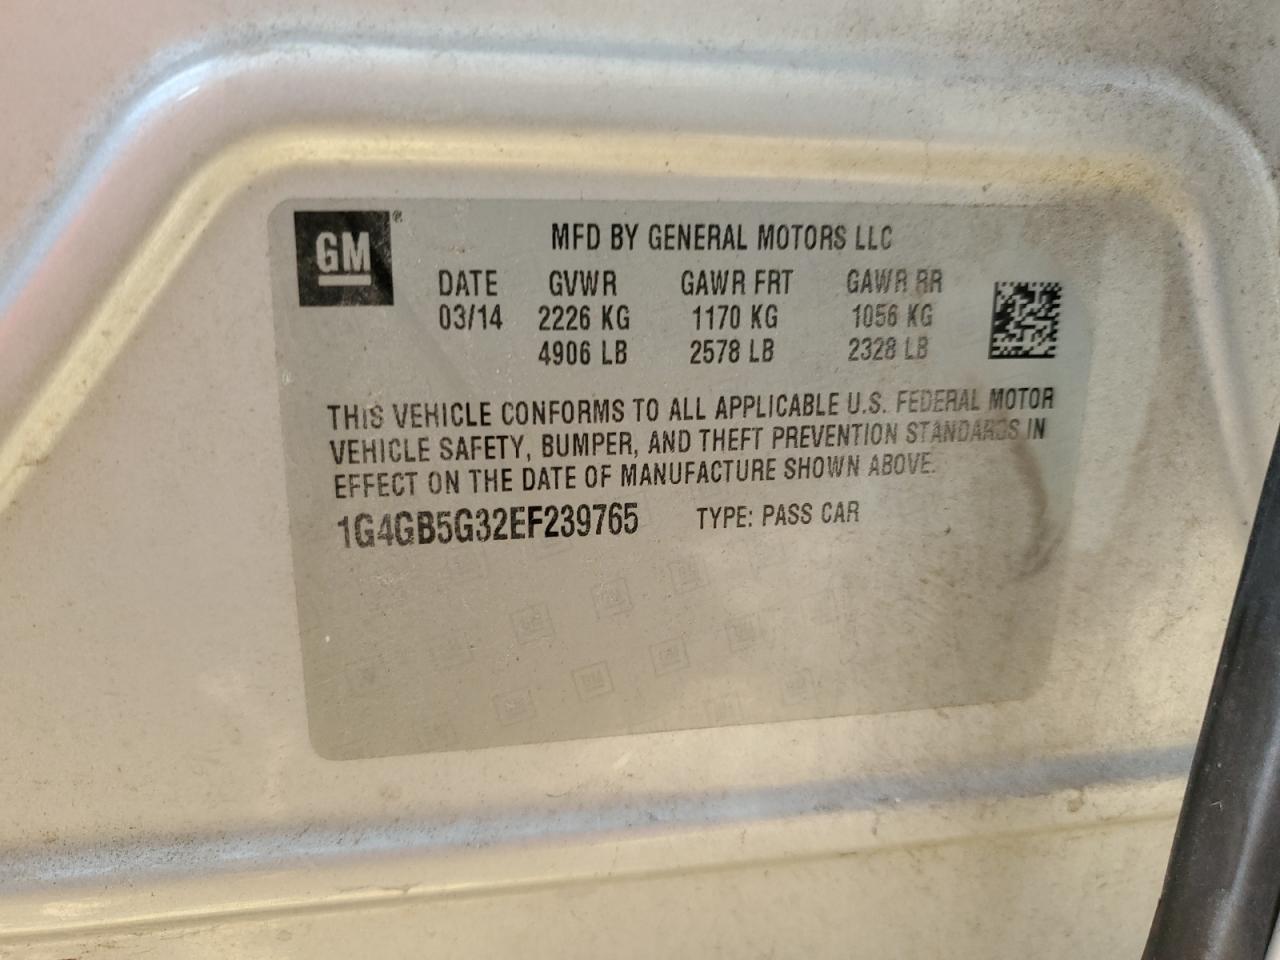 GM®
MFD BY GENERAL MOTORS LLC
DATE GVWR GAWR FRT GAWR RR
03/14 2226 KG 1170 KG 1056 KG
4906 LB 2578 LB 2328 LB
THIS VEHICLE CONFORMS TO ALL APPLICABLE U.S. FEDERAL MOTOR
VEHICLE SAFETY, BUMPER, AND THEFT PREVENTION STANDARDS IN
EFFECT ON THE DATE OF MANUFACTURE SHOWN ABOVE.
1G4GB5G32EF239765 TYPE: PASS CAR